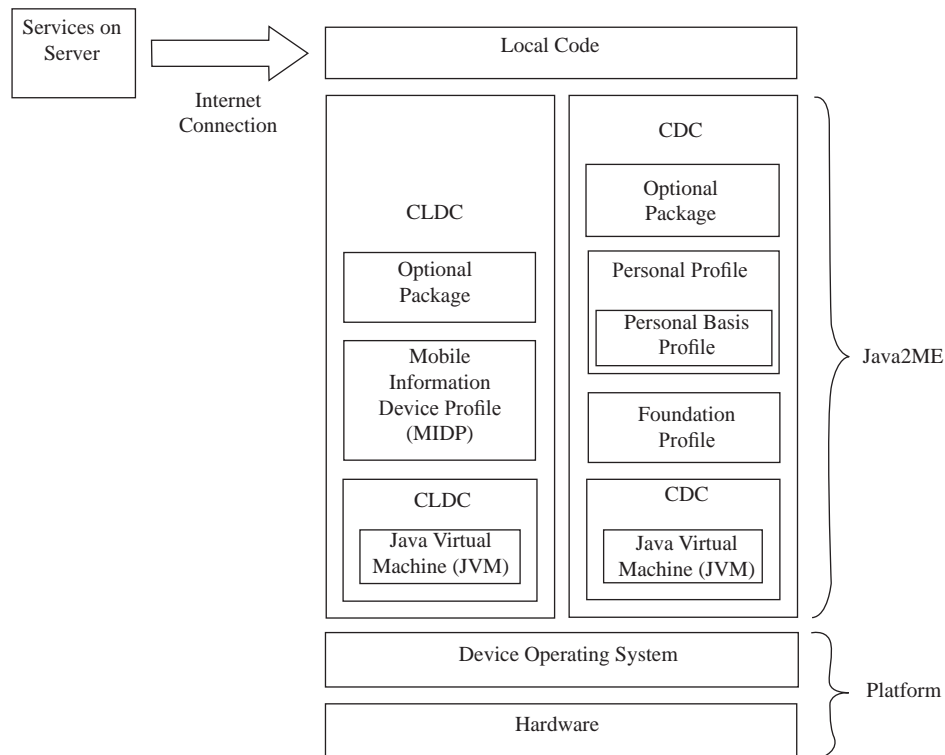 Services on
Server
Internet
Connection
Local Code
CLDC
Optional
Package
Mobile
Information
Device Profile
(MIDP)
CLDC
Java Virtual
Machine (JVM)
CDC
Optional
Package
Personal Profile
Personal Basis
Profile
Foundation
Profile
CDC
Java Virtual
Machine (JVM)
Java2ME
Device Operating System
Hardware
Platform